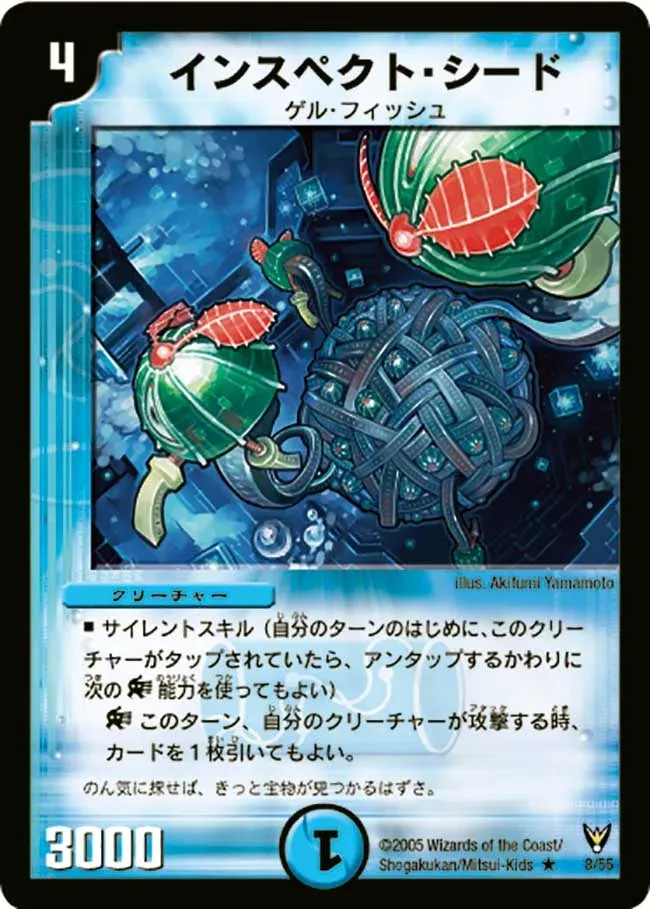 4
インスペクト・シード
ゲル・フィッシュ
illus. Akifumi Yamamoto
クリーチャー
■ サイレントスキル（自分のターンのはじめに、このクリー
チャーがタップされていたら、アンタップするかわりに
次の 能力を使ってもよい）
このターン、自分のクリーチャーが攻撃する時、
カードを１枚引いてもよい。
のん気に探せば、きっと宝物が見つかるはずさ。
3000
1
©2005 Wizards of the Coast/
Shogakukan/Mitsui-Kids ★ 8/55